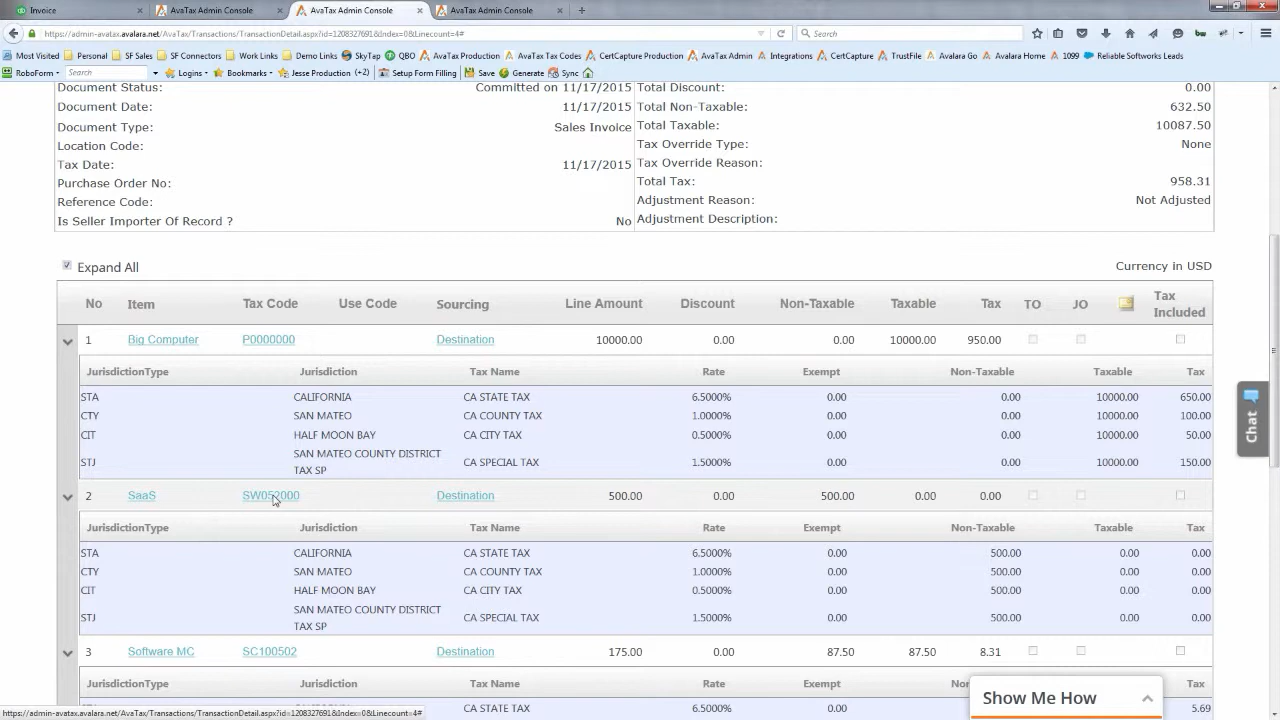 Invoice × AvaTax Admin Console × AvaTax Admin Console × AvaTax Admin Console × +
https://admin-avatax.avalara.org/AvaTax/Transactions/TransactionDetail.aspx?id=1208327691&Index=0&Linecount=4# Search
Most Visited Personal SF Sales SF Connectors Work Links Demo Links SkyTap QBO AvaTax Production AvaTax Tax Codes CertCapture Production AvaTax Admin Integrations CertCapture TrustFile Avalara Go Avalara Home 1099 Reliable Softworks Leads
RoboForm Search Logins Bookmarks Jesse Production (+2) Setup Form Filling Save Generate Sync
Document Status: Committed on 11/17/2015 Total Discount: 0.00
Document Date: 11/17/2015 Total Non-Taxable: 632.50
Document Type: Sales Invoice Total Taxable: 10087.50
Location Code: Tax Override Type: None
Tax Date: 11/17/2015 Tax Override Reason:
Purchase Order No: Total Tax: 958.31
Reference Code: Adjustment Reason: Not Adjusted
Is Seller Importer Of Record ? No Adjustment Description:
Expand All Currency in USD
No Item Tax Code Use Code Sourcing Line Amount Discount Non-Taxable Taxable Tax TO JO Tax Included
1 Big Computer P0000000 Destination 10000.00 0.00 0.00 10000.00 950.00
JurisdictionType Jurisdiction Tax Name Rate Exempt Non-Taxable Taxable Tax
STA CALIFORNIA CA STATE TAX 6.5000% 0.00 0.00 10000.00 650.00
CTY SAN MATEO CA COUNTY TAX 1.0000% 0.00 0.00 10000.00 100.00
CIT HALF MOON BAY CA CITY TAX 0.5000% 0.00 0.00 10000.00 50.00
STJ SAN MATEO COUNTY DISTRICT TAX SP CA SPECIAL TAX 1.5000% 0.00 0.00 10000.00 150.00
2 SaaS SW052000 Destination 500.00 0.00 500.00 0.00 0.00
JurisdictionType Jurisdiction Tax Name Rate Exempt Non-Taxable Taxable Tax
STA CALIFORNIA CA STATE TAX 6.5000% 0.00 500.00 0.00 0.00
CTY SAN MATEO CA COUNTY TAX 1.0000% 0.00 500.00 0.00 0.00
CIT HALF MOON BAY CA CITY TAX 0.5000% 0.00 500.00 0.00 0.00
STJ SAN MATEO COUNTY DISTRICT TAX SP CA SPECIAL TAX 1.5000% 0.00 500.00 0.00 0.00
3 Software MC SC100502 Destination 175.00 0.00 87.50 87.50 8.31
JurisdictionType Jurisdiction Tax Name Rate Exempt Tax
CA STATE TAX 6.5000% 0.00 5.69
Chat
Show Me How
https://admin-avatax.avalara.org/AvaTax/Transactions/TransactionDetail.aspx?id=1208327691&Index=0&Linecount=4#